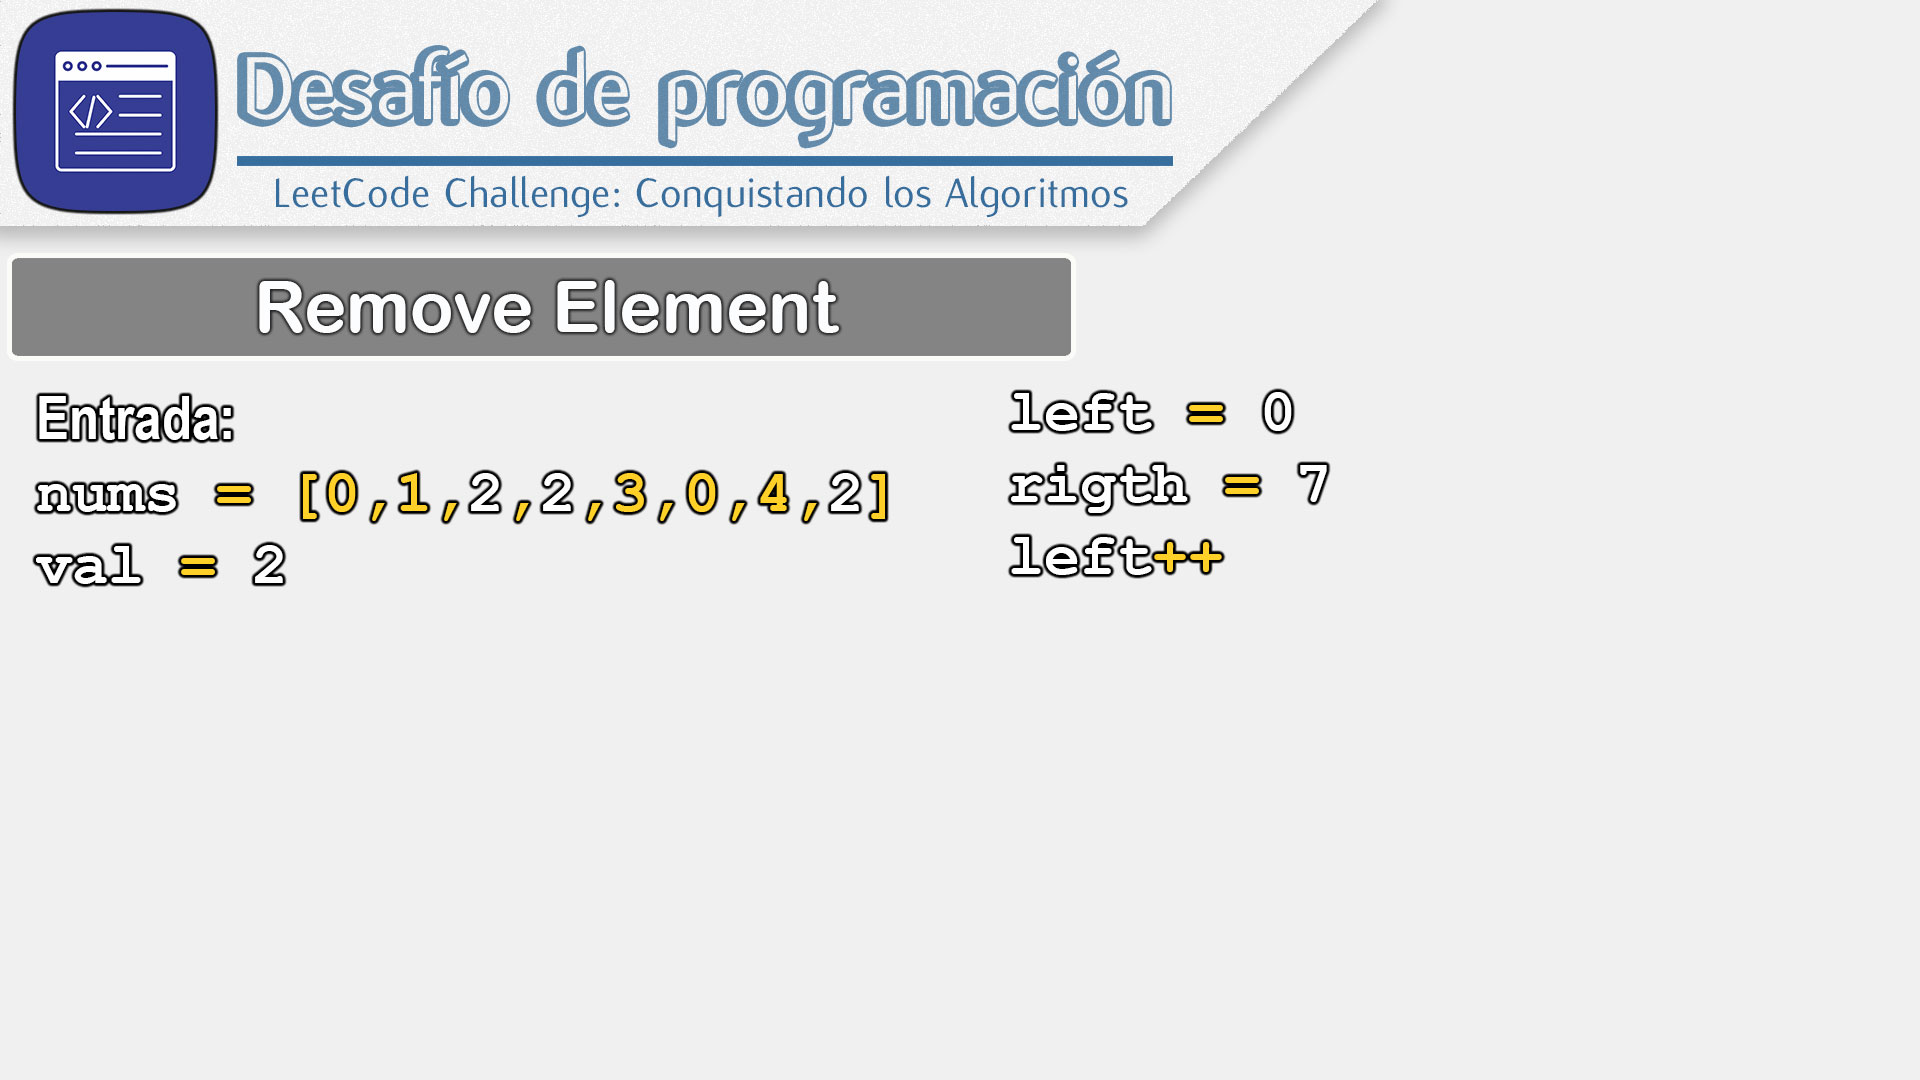 Desafío de programación
LeetCode Challenge: Conquistando los Algoritmos
Remove Element
Entrada:
nums = [0,1,2,2,3,0,4,2]
val = 2
left = 0
rigth = 7
left++